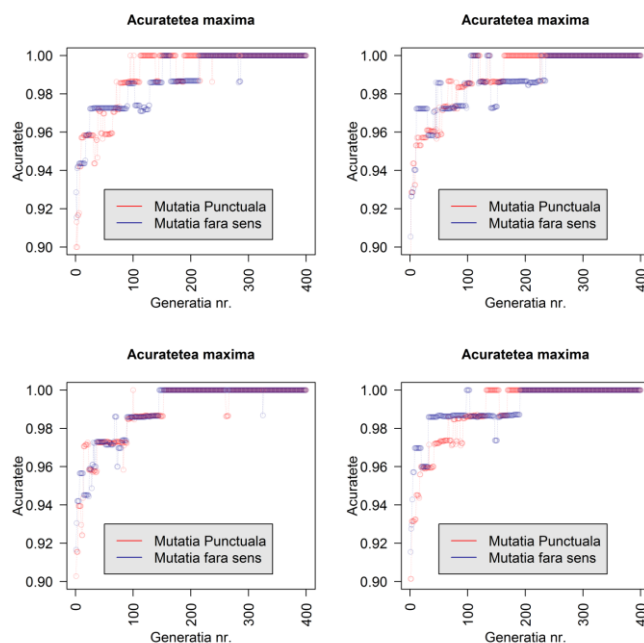 Acuratetea maxima
Acuratete
1.00
0.98
0.96
0.94
0.92
0.90
Mutatia Punctuala
Mutatia fara sens
0
100
200
300
400
Generatia nr.
Acuratetea maxima
Acuratete
1.00
0.98
0.96
0.94
0.92
0.90
Mutatia Punctuala
Mutatia fara sens
0
100
200
300
400
Generatia nr.
Acuratetea maxima
Acuratete
1.00
0.98
0.96
0.94
0.92
0.90
Mutatia Punctuala
Mutatia fara sens
0
100
200
300
400
Generatia nr.
Acuratetea maxima
Acuratete
1.00
0.98
0.96
0.94
0.92
0.90
Mutatia Punctuala
Mutatia fara sens
0
100
200
300
400
Generatia nr.